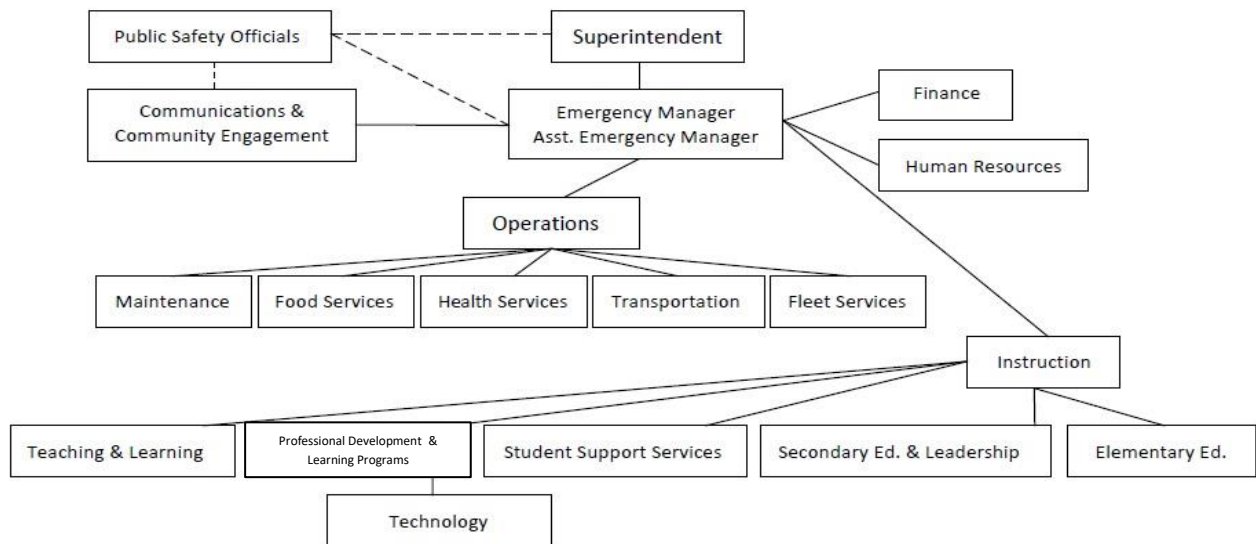 Public Safety Officials
Superintendent
Communications &
Community Engagement
Emergency Manager
Asst. Emergency Manager
Finance
Human Resources
Operations
Maintenance
Food Services
Health Services
Transportation
Fleet Services
Instruction
Teaching & Learning
Professional Development &
Learning Programs
Student Support Services
Secondary Ed. & Leadership
Elementary Ed.
Technology